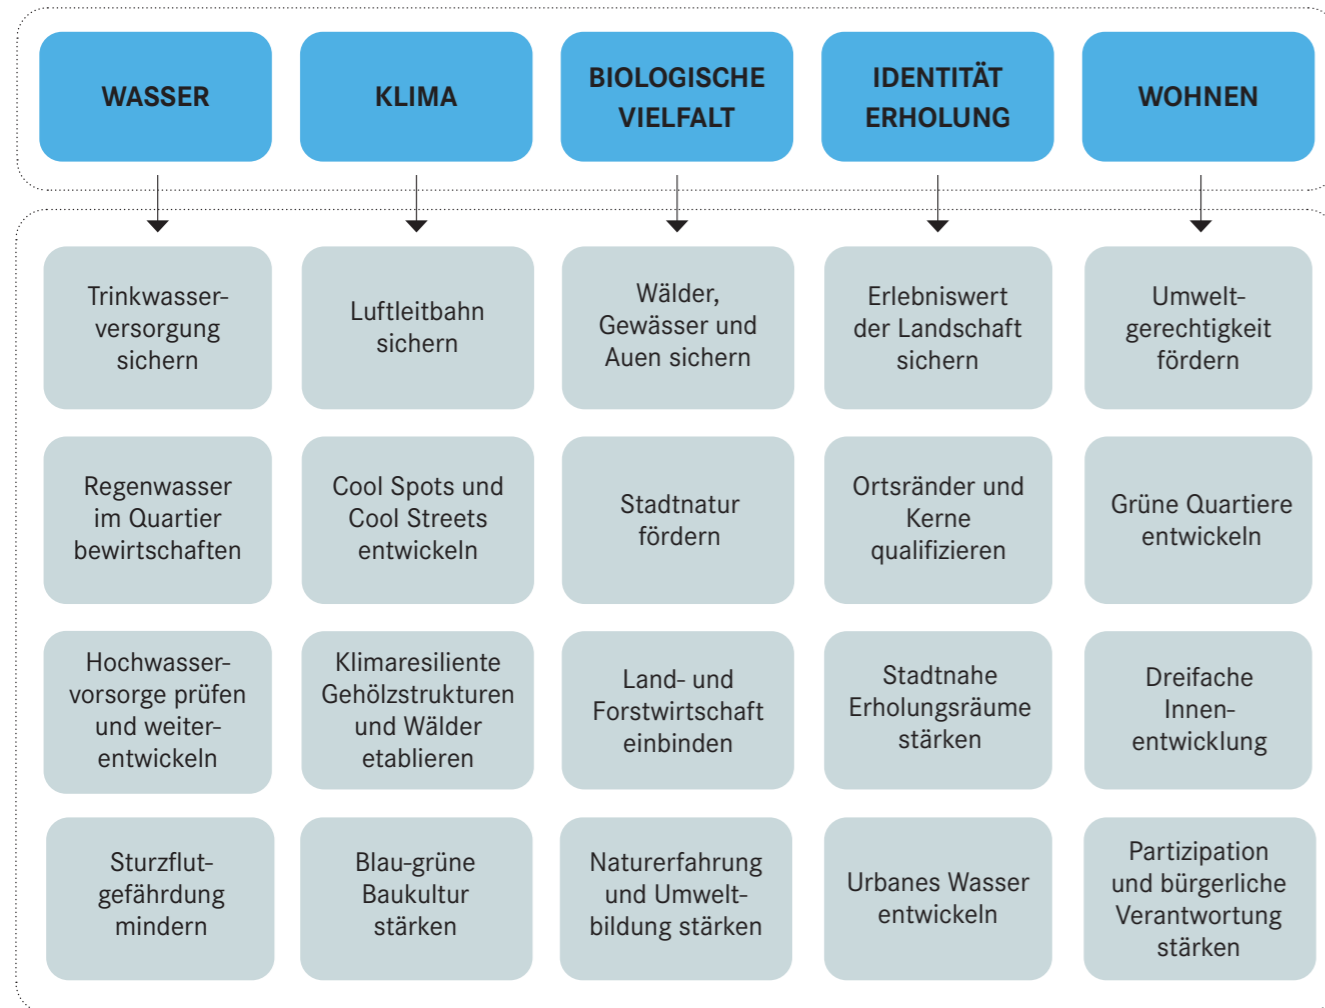 WASSER
KLIMA
BIOLOGISCHE
VIELFALT
IDENTITÄT
ERHOLUNG
WOHNEN
Trinkwasser-
versorgung
sichern
Luftleitbahn
sichern
Wälder,
Gewässer und
Auen sichern
Erlebniswert
der Landschaft
sichern
Umwelt-
gerechtigkeit
fördern
Regenwasser
im Quartier
bewirtschaften
Cool Spots und
Cool Streets
entwickeln
Stadtnatur
fördern
Ortsränder und
Kerne
qualifizieren
Grüne Quartiere
entwickeln
Hochwasser-
vorsorge prüfen
und weiter-
entwickeln
Klimaresiliente
Gehölzstrukturen
und Wälder
etablieren
Land- und
Forstwirtschaft
einbinden
Stadtnahe
Erholungsräume
stärken
Dreifache
Innen-
entwicklung
Sturzflut-
gefährdung
mindern
Blau-grüne
Baukultur
stärken
Naturerfahrung
und Umwelt-
bildung stärken
Urbanes Wasser
entwickeln
Partizipation
und bürgerliche
Verantwortung
stärken